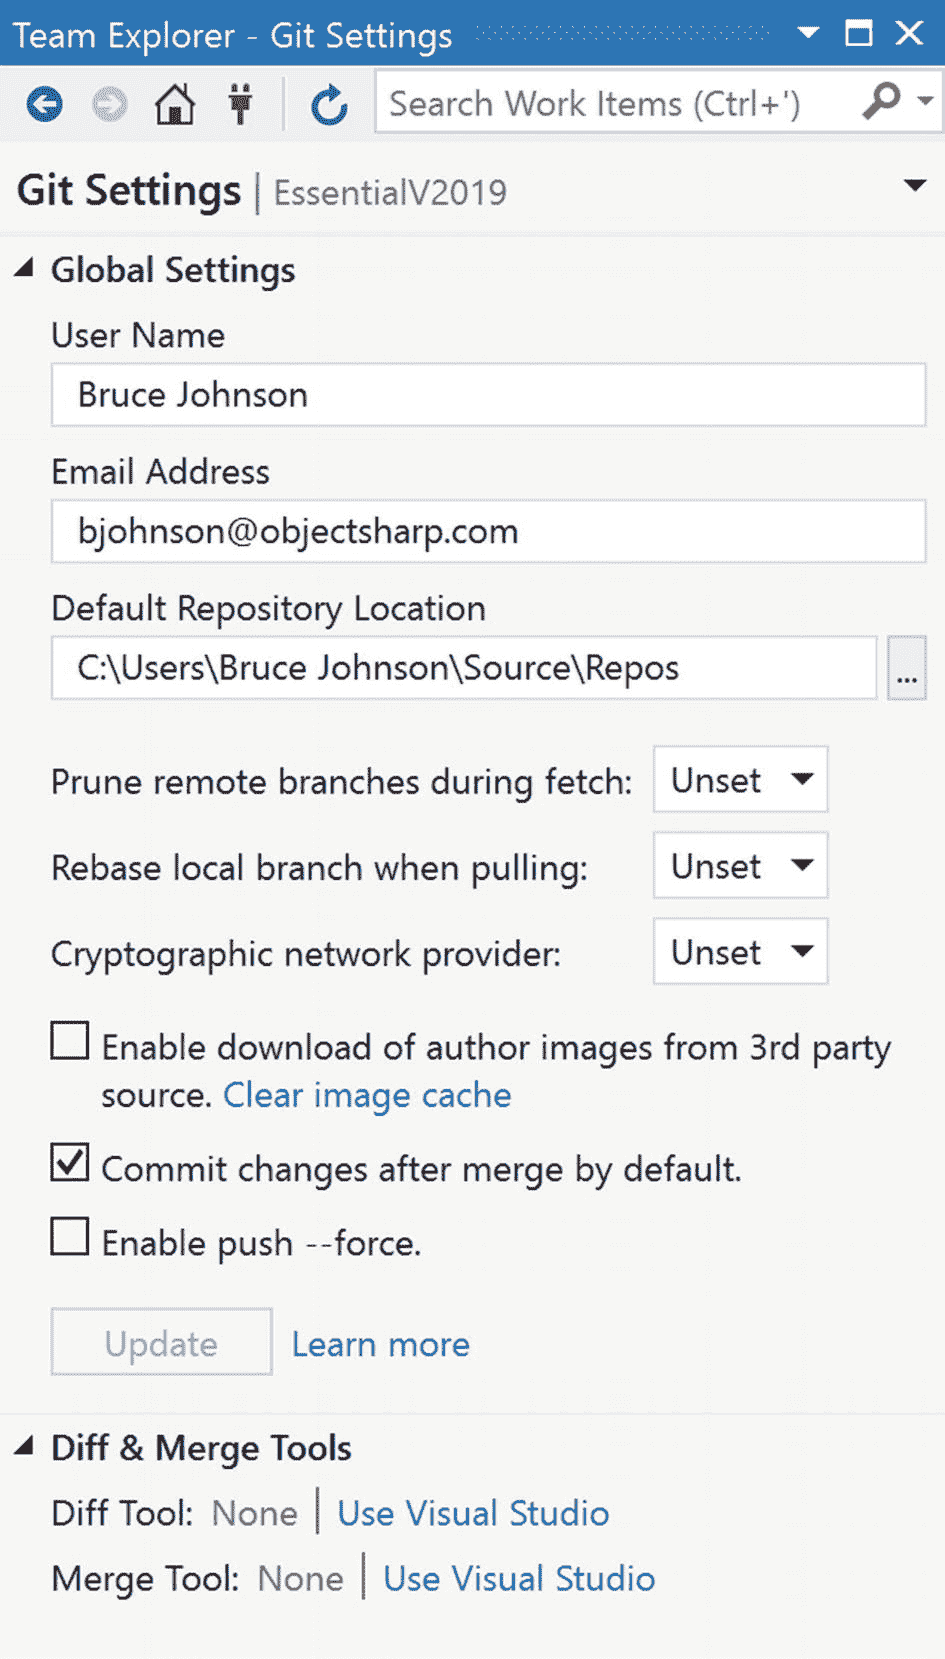 Team Explorer - Git Settings
Search Work Items (Ctrl+')
Git Settings | EssentialV2019
Global Settings
User Name
Bruce Johnson
Email Address
bjohnson@objectsharp.com
Default Repository Location
C:\Users\Bruce Johnson\Source\Repos
...
Prune remote branches during fetch: Unset
Rebase local branch when pulling: Unset
Cryptographic network provider: Unset
Enable download of author images from 3rd party
source. Clear image cache
Commit changes after merge by default.
Enable push --force.
Update Learn more
Diff & Merge Tools
Diff Tool: None | Use Visual Studio
Merge Tool: None | Use Visual Studio